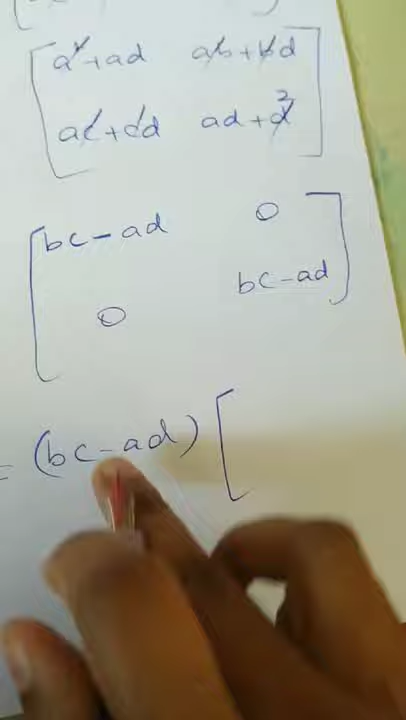 a²+ad ab+bd
ac+cd ad+d²
bc-ad 0
0 bc-ad
= (bc-ad) [